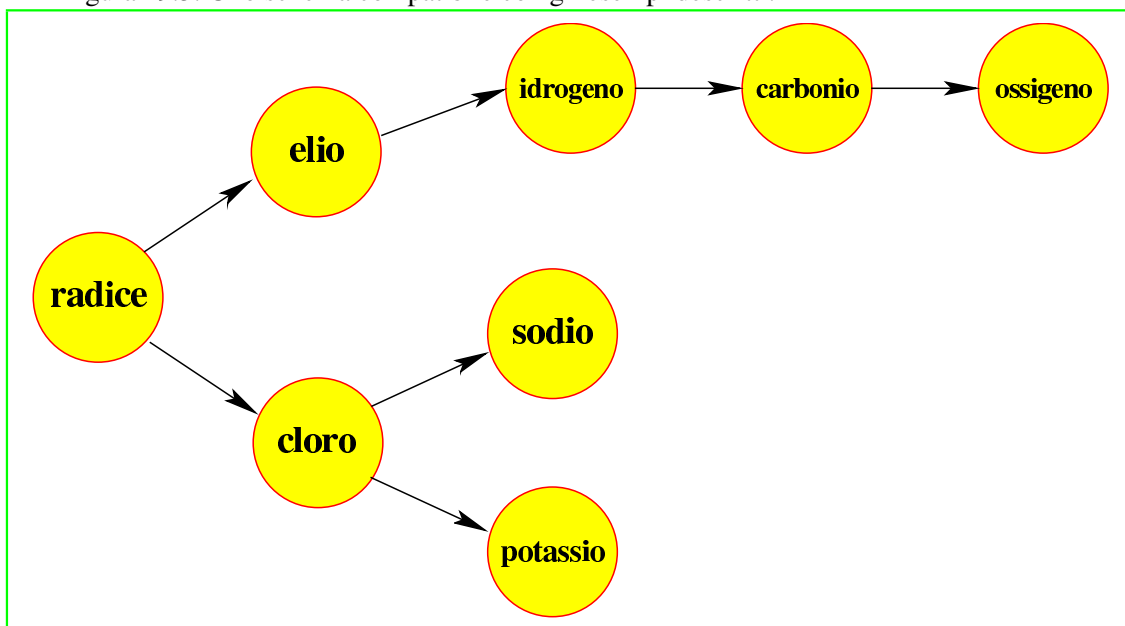 idrogeno
carbonio
ossigeno
elio
radice
sodio
cloro
potassio